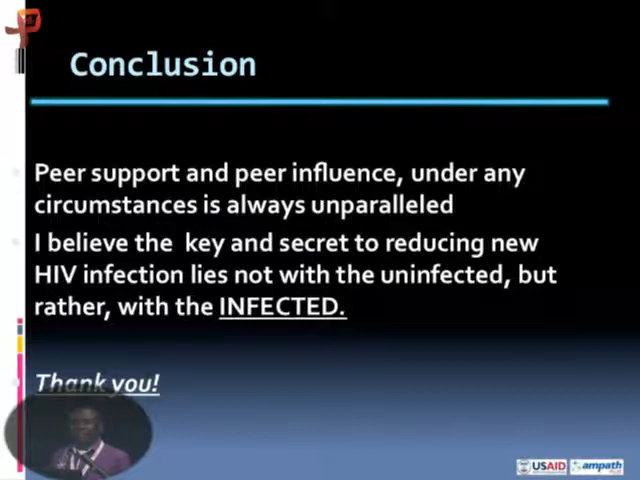 Conclusion
Peer support and peer influence, under any
circumstances is always unparalleled
I believe the key and secret to reducing new
HIV infection lies not with the uninfected, but
rather, with the INFECTED.
Thank you!
USAID ampath